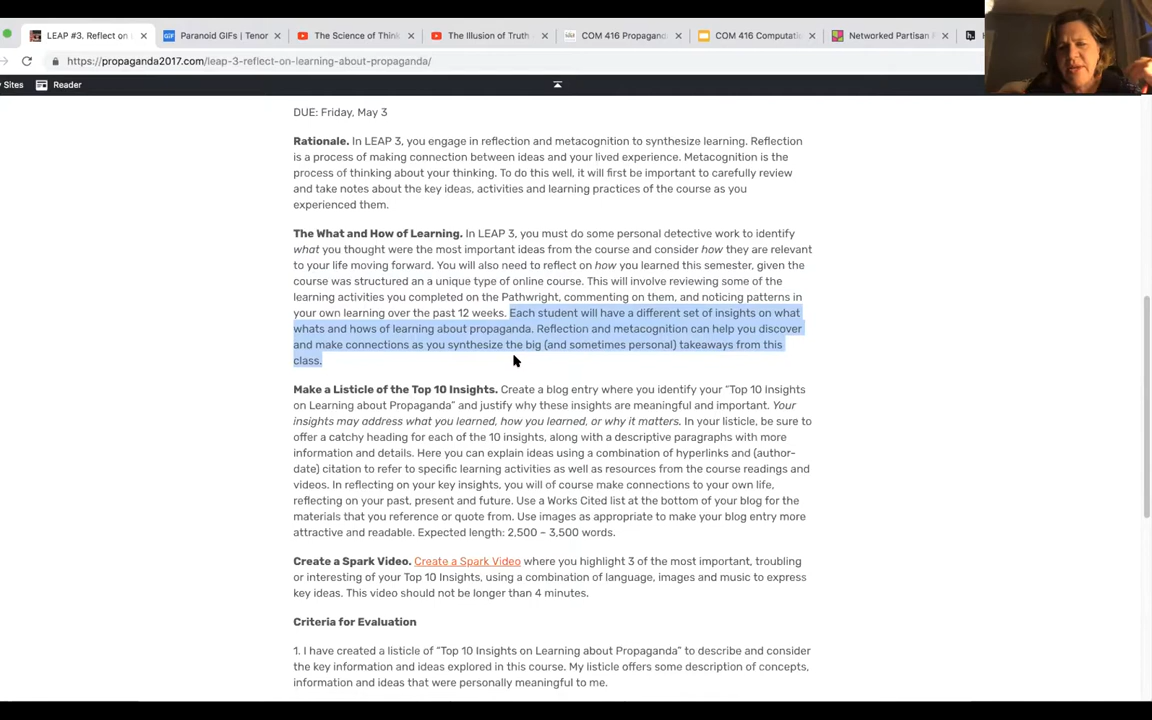 LEAP #3. Reflect on
Paranoid GIFs | Tenor
The Science of Think
The Illusion of Truth
COM 416 Propagand
COM 416 Computati
Networked Partisan F
https://propaganda2017.com/leap-3-reflect-on-learning-about-propaganda/
Sites Reader
DUE: Friday, May 3
Rationale. In LEAP 3, you engage in reflection and metacognition to synthesize learning. Reflection
is a process of making connection between ideas and your lived experience. Metacognition is the
process of thinking about your thinking. To do this well, it will first be important to carefully review
and take notes about the key ideas, activities and learning practices of the course as you
experienced them.
The What and How of Learning. In LEAP 3, you must do some personal detective work to identify
what you thought were the most important ideas from the course and consider how they are relevant
to your life moving forward. You will also need to reflect on how you learned this semester, given the
course was structured an a unique type of online course. This will involve reviewing some of the
learning activities you completed on the Pathwright, commenting on them, and noticing patterns in
your own learning over the past 12 weeks. Each student will have a different set of insights on what
whats and hows of learning about propaganda. Reflection and metacognition can help you discover
and make connections as you synthesize the big (and sometimes personal) takeaways from this
class.
Make a Listicle of the Top 10 Insights. Create a blog entry where you identify your “Top 10 Insights
on Learning about Propaganda” and justify why these insights are meaningful and important. Your
insights may address what you learned, how you learned, or why it matters. In your listicle, be sure to
offer a catchy heading for each of the 10 insights, along with a descriptive paragraphs with more
information and details. Here you can explain ideas using a combination of hyperlinks and (author-
date) citation to refer to specific learning activities as well as resources from the course readings and
videos. In reflecting on your key insights, you will of course make connections to your own life,
reflecting on your past, present and future. Use a Works Cited list at the bottom of your blog for the
materials that you reference or quote from. Use images as appropriate to make your blog entry more
attractive and readable. Expected length: 2,500 – 3,500 words.
Create a Spark Video. Create a Spark Video where you highlight 3 of the most important, troubling
or interesting of your Top 10 Insights, using a combination of language, images and music to express
key ideas. This video should not be longer than 4 minutes.
Criteria for Evaluation
1. I have created a listicle of “Top 10 Insights on Learning about Propaganda” to describe and consider
the key information and ideas explored in this course. My listicle offers some description of concepts,
information and ideas that were personally meaningful to me.